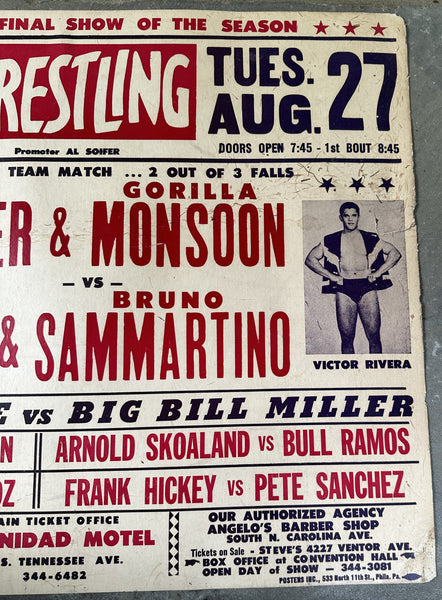 FINAL SHOW OF THE SEASON ★ ★ ★
RESTLING
TUES.
AUG. 27
Promoter AL SOIFER
DOORS OPEN 7:45 - 1st BOUT 8:45
TEAM MATCH ... 2 OUT OF 3 FALLS
GORILLA
ER & MONSOON
- VS -
BRUNO
& SAMMARTINO
VICTOR RIVERA
E vs BIG BILL MILLER
N
ARNOLD SKOALAND vs BULL RAMOS
OZ
FRANK HICKEY vs PETE SANCHEZ
AIN TICKET OFFICE
NIDAD MOTEL
S. TENNESSEE AVE.
344-6482
OUR AUTHORIZED AGENCY
ANGELO'S BARBER SHOP
SOUTH N. CAROLINA AVE.
Tickets on Sale - STEVE'S 4227 VENTOR AVE.
BOX OFFICE at CONVENTION HALL
OPEN DAY of SHOW - 344-3081
POSTERS INC., 533 North 11th St., Phila. Pa.